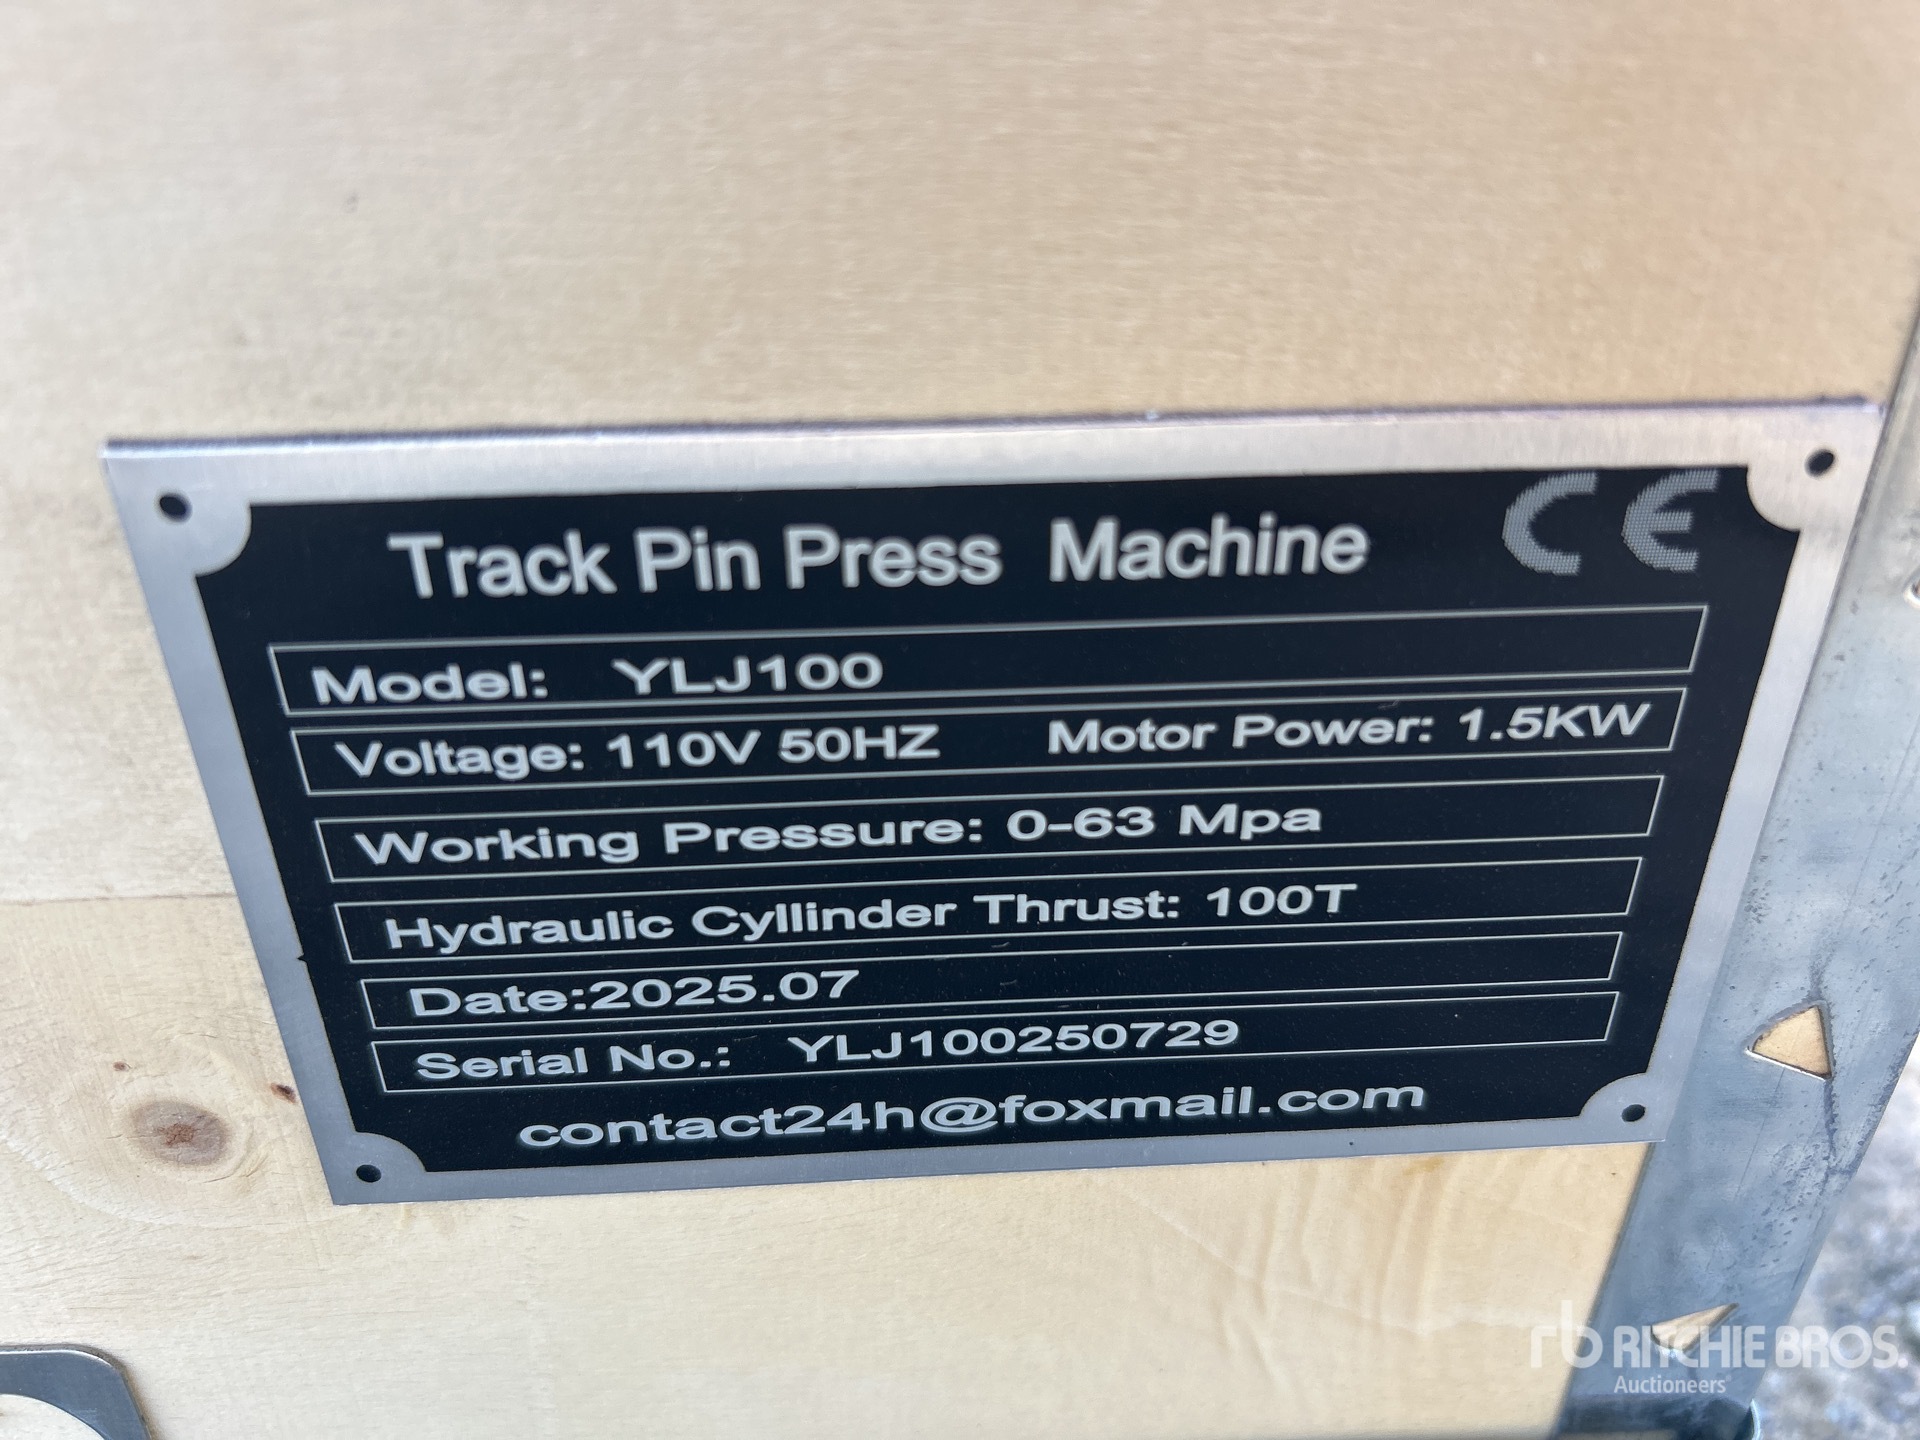 Track Pin Press Machine CE
Model: YLJ100
Voltage: 110V 50HZ Motor Power: 1.5KW
Working Pressure: 0-63 Mpa
Hydraulic Cyllinder Thrust: 100T
Date:2025.07
Serial No.: YLJ100250729
contact24h@foxmail.com
rb RITCHIE BROS.
Auctioneers